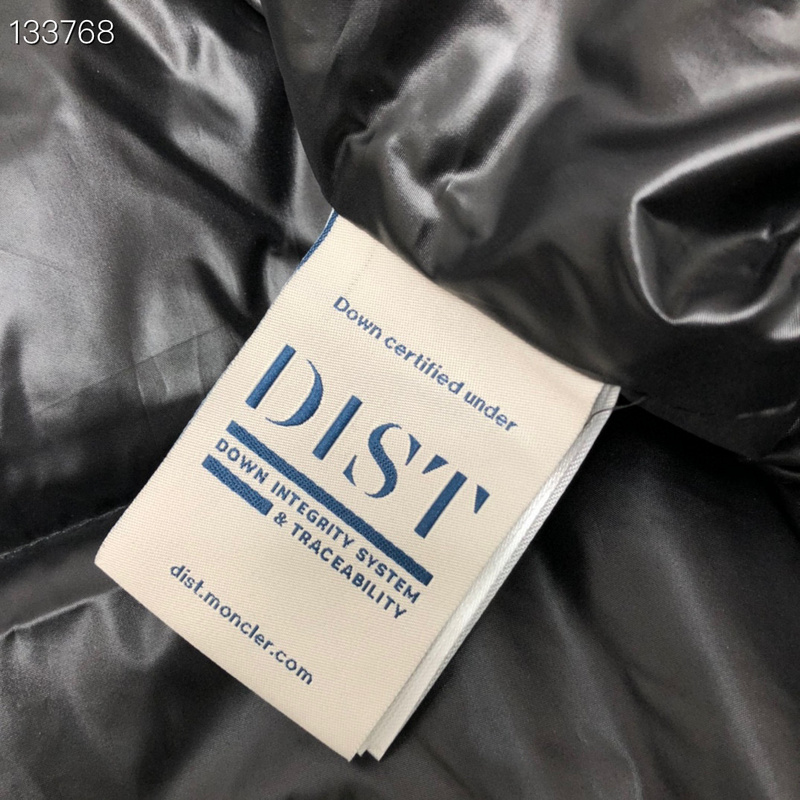 133768
Down certified under
DIST
DOWN INTEGRITY SYSTEM
& TRACEABILITY
dist.moncler.com